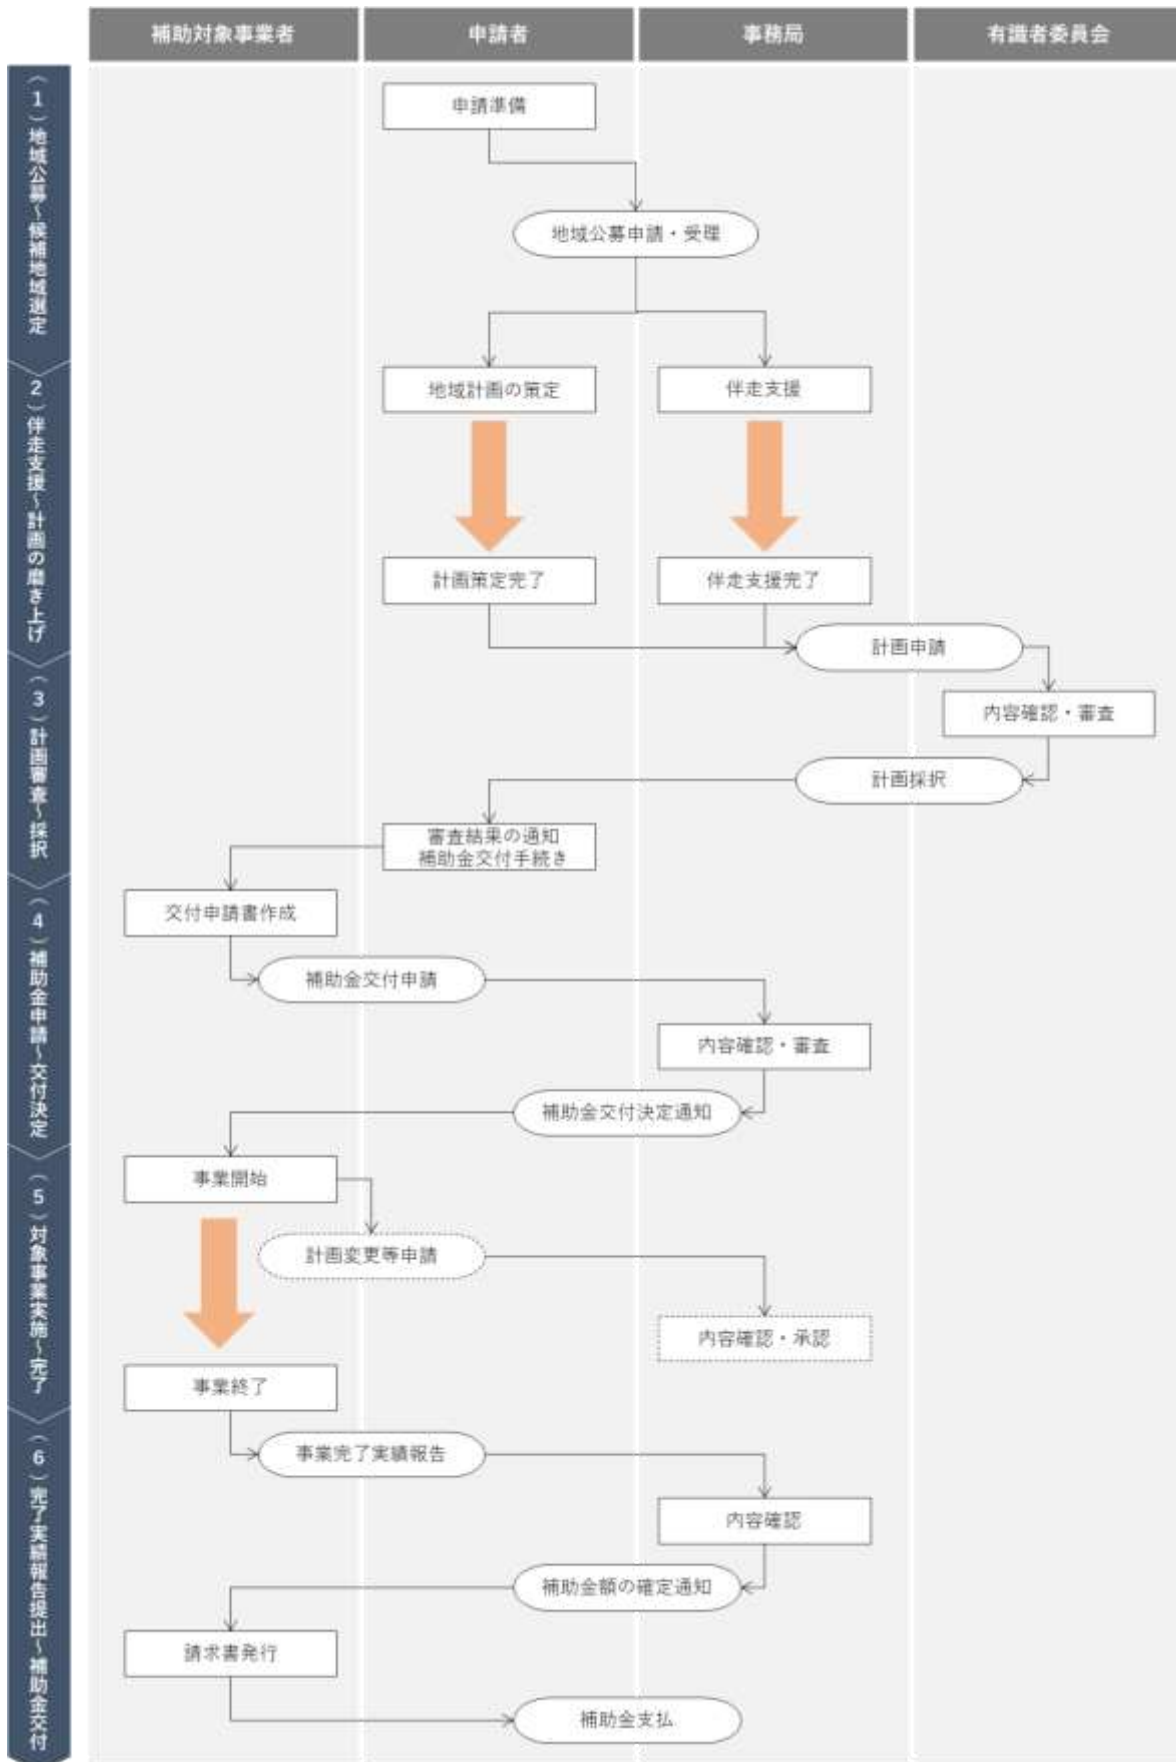 補助対象事業者
申請者
事務局
有識者委員会
（1）地域公募～候補地域選定
申請準備
地域公募申請・受理
地域計画の策定
伴走支援
2）伴走支援～計画の磨き上げ
計画策定完了
伴走支援完了
計画申請
（3）計画審査～採択
内容確認・審査
計画採択
審査結果の通知
補助金交付手続き
（4）補助金申請～交付決定
交付申請書作成
補助金交付申請
内容確認・審査
補助金交付決定通知
（5）対象事業実施～完了
事業開始
計画変更等申請
内容確認・承認
事業終了
（6）完了実績報告提出～補助金交付
事業完了実績報告
内容確認
補助金額の確定通知
請求書発行
補助金支払